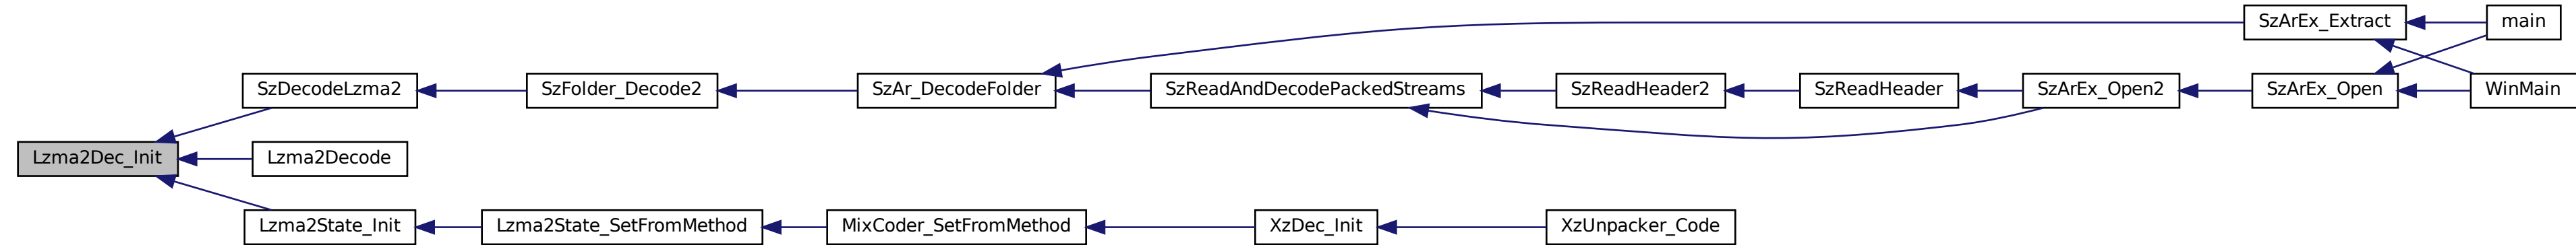 SzArEx_Extract
main
SzDecodeLzma2
SzFolder_Decode2
SzAr_DecodeFolder
SzReadAndDecodePackedStreams
SzReadHeader2
SzReadHeader
SzArEx_Open2
SzArEx_Open
WinMain
Lzma2Dec_Init
Lzma2Decode
Lzma2State_Init
Lzma2State_SetFromMethod
MixCoder_SetFromMethod
XzDec_Init
XzUnpacker_Code